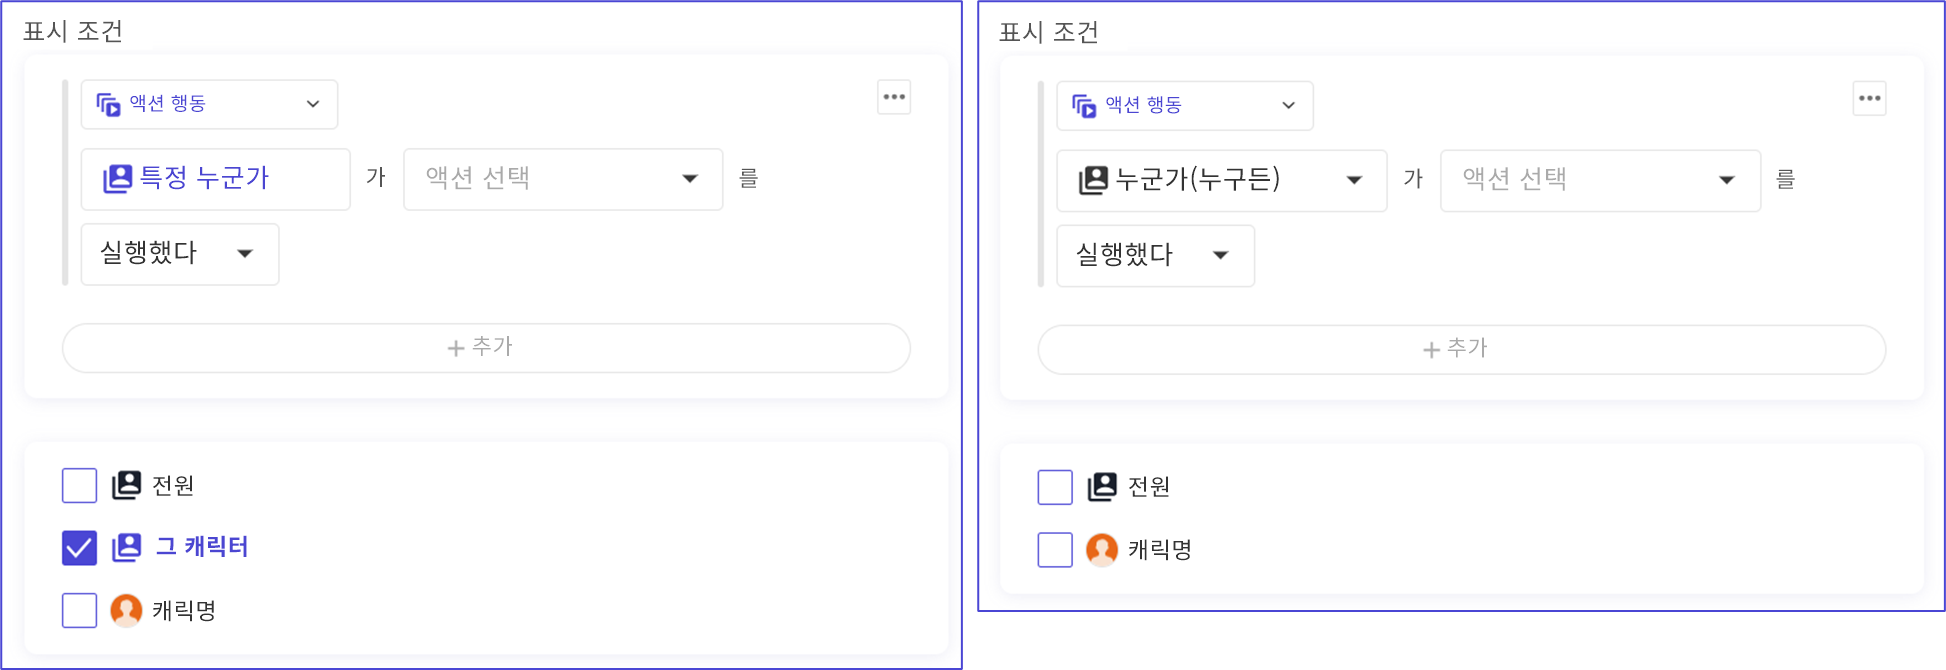 표시 조건
액션 행동
특정 누군가 가 액션 선택 를
실행했다
+ 추가
전원
그 캐릭터
캐릭명
표시 조건
액션 행동
누군가(누구든) 가 액션 선택 를
실행했다
+ 추가
전원
캐릭명